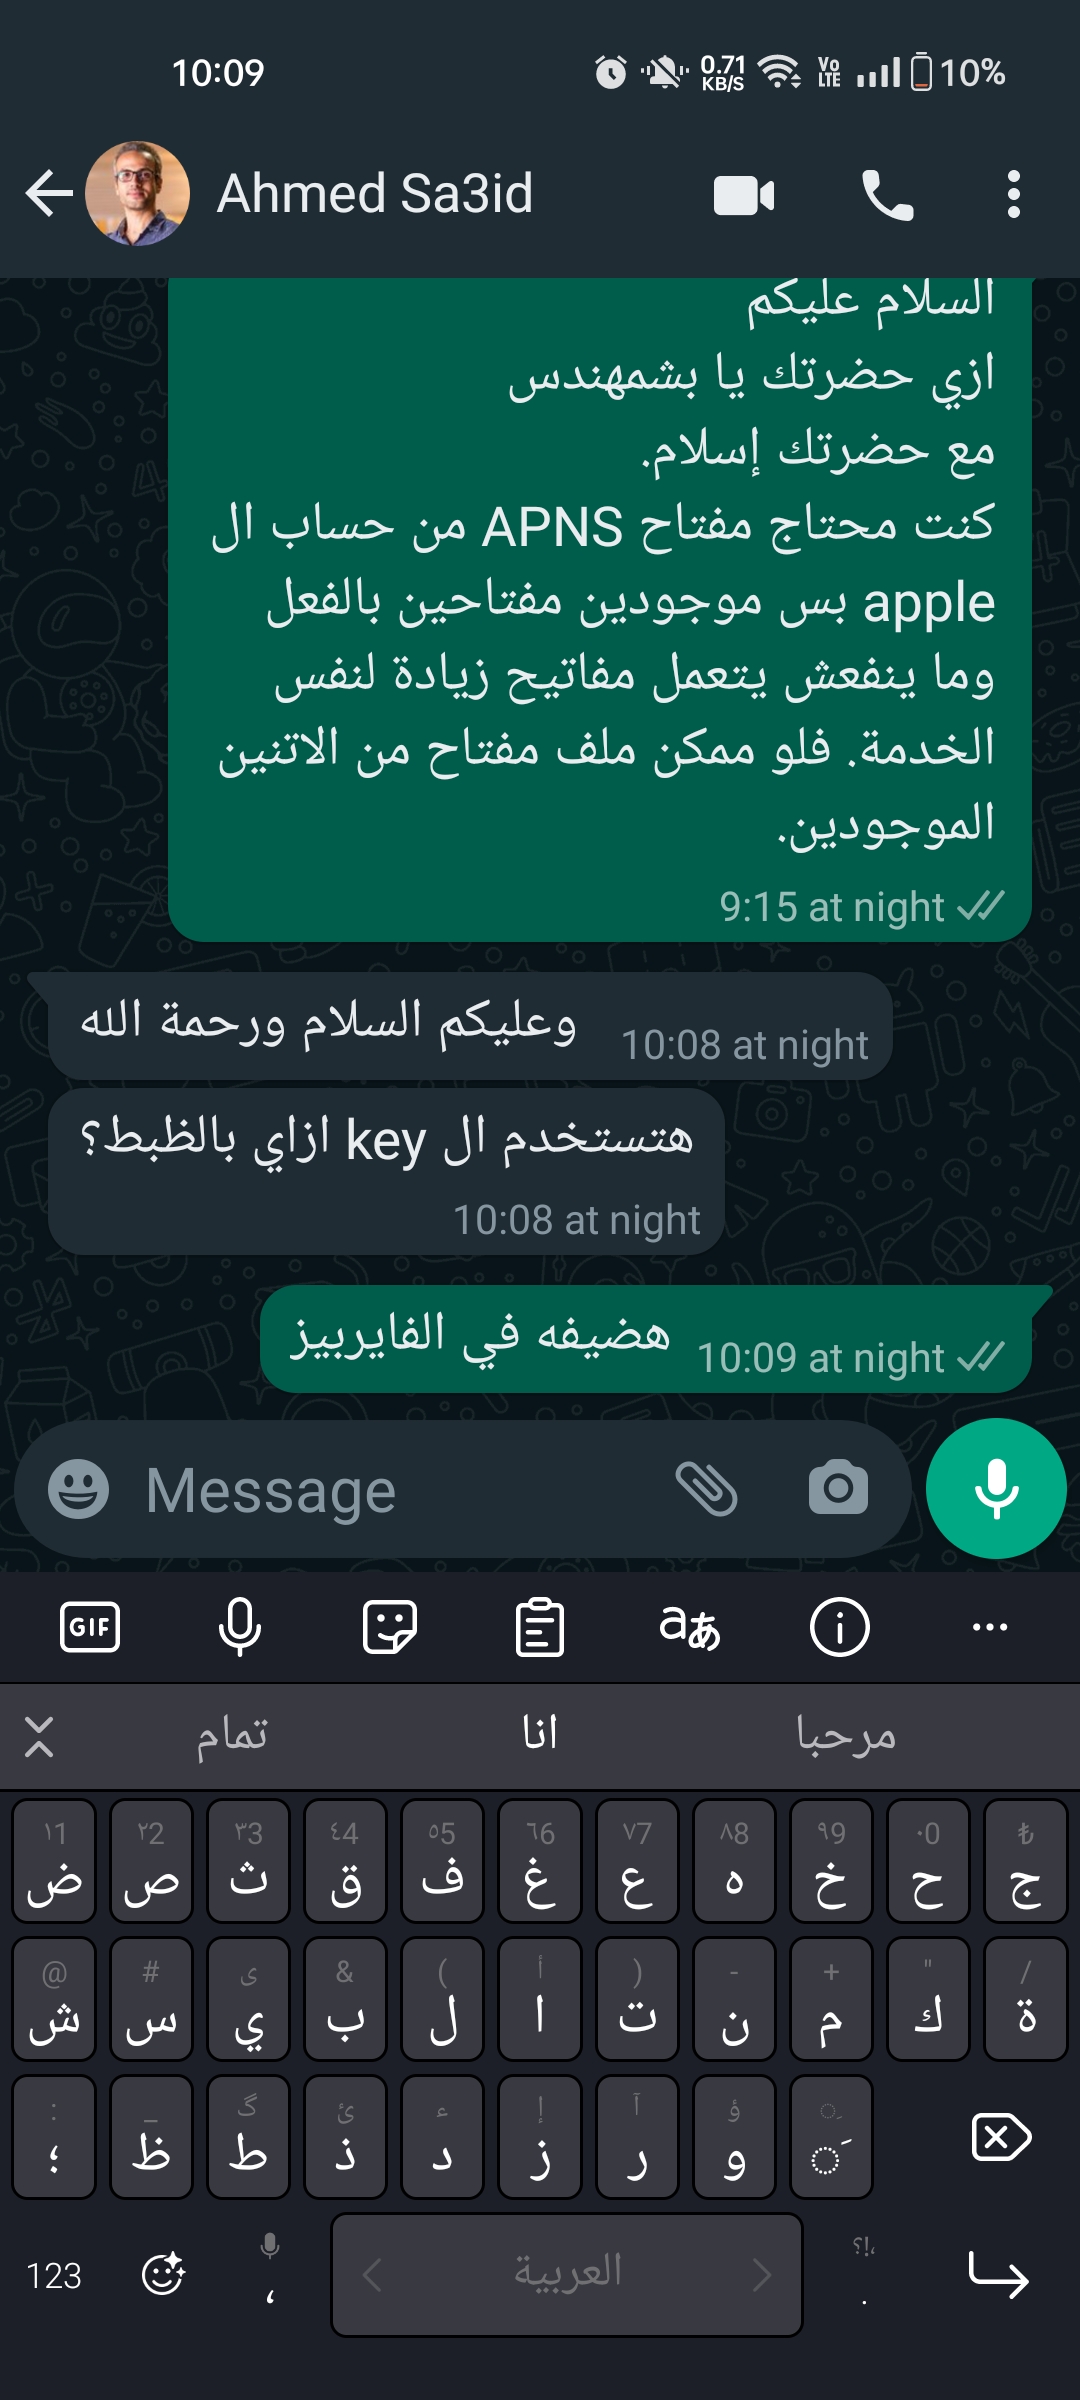 10:09
0.71 KB/S
Vo LTE
10%
Ahmed Sa3id
السلام عليكم
ازي حضرتك يا بشمهندس
مع حضرتك إسلام.
كنت محتاج مفتاح APNS من حساب ال
apple بس موجودين مفتاحين بالفعل
وما ينفعش يتعمل مفاتيح زيادة لنفس
الخدمة. فلو ممكن ملف مفتاح من الاتنين
الموجودين.
9:15 at night
وعليكم السلام ورحمة الله
10:08 at night
هتستخدم ال key ازاي بالظبط؟
10:08 at night
هضيفه في الفايربيز
10:09 at night
Message
GIF
aあ
مرحبا انا تمام
١1 ٢2 ٣3 ٤4 ٥5 ٦6 ٧7 ٨8 ٩9 ٠0 ₺
ض ص ث ق ف غ ع ه خ ح ج
@ # ى & ( أ ) - + " /
ش س ي ب ل ا ت ن م ك ة
: _ گ ئ ء إ آ ؤ
؛ ظ ط ذ د ز ر و
،!؟
123 ، العربية .